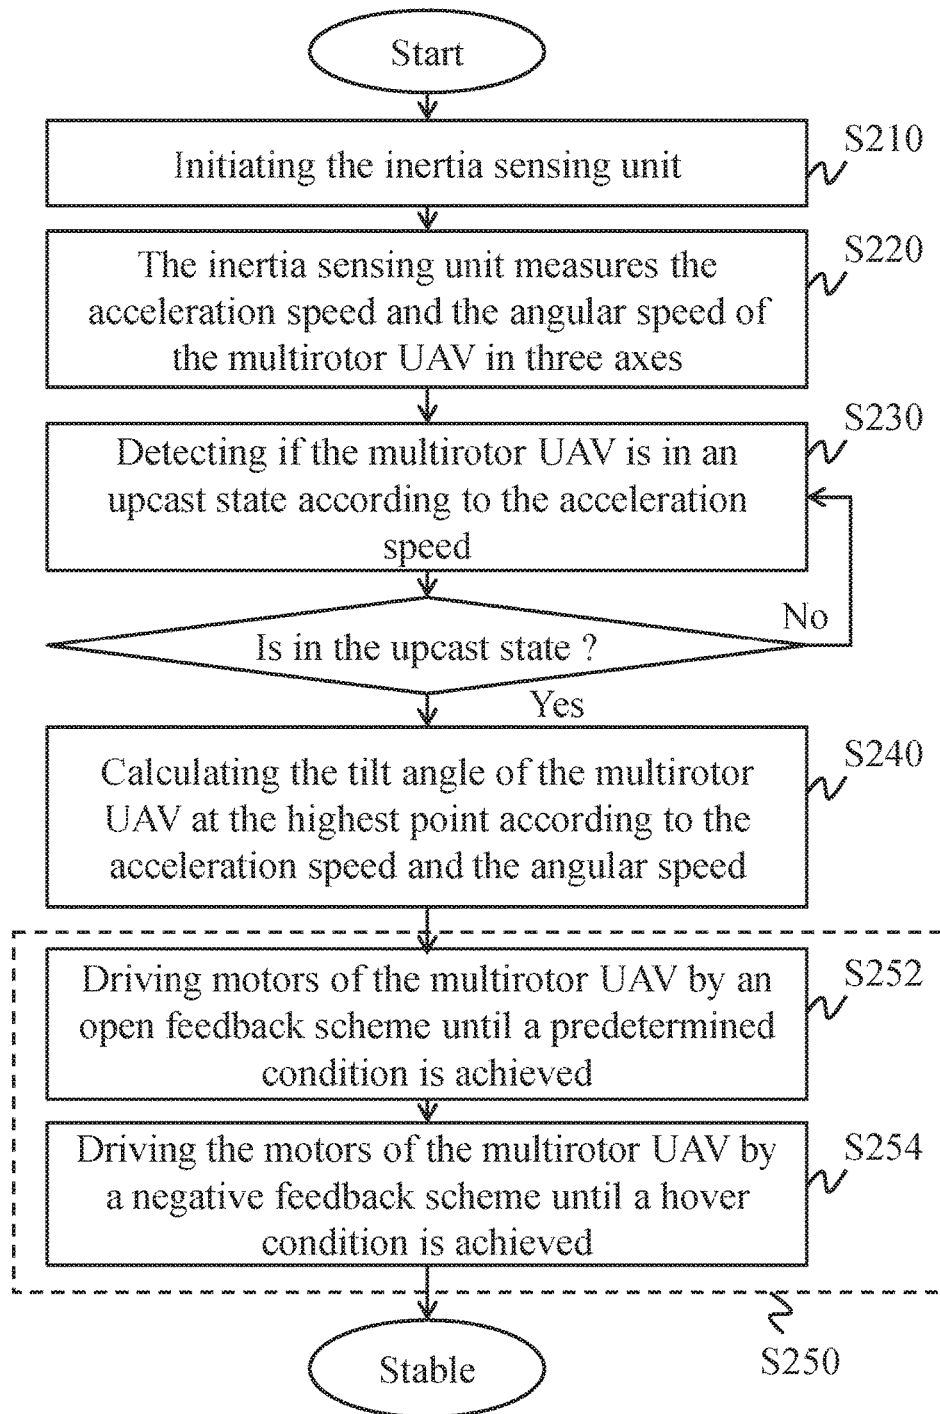 Start
S210
Initiating the inertia sensing unit
S220
The inertia sensing unit measures the
acceleration speed and the angular speed of
the multirotor UAV in three axes
S230
Detecting if the multirotor UAV is in an
upcast state according to the acceleration
speed
No
Is in the upcast state ?
Yes
S240
Calculating the tilt angle of the multirotor
UAV at the highest point according to the
acceleration speed and the angular speed
S252
Driving motors of the multirotor UAV by an
open feedback scheme until a predetermined
condition is achieved
S254
Driving the motors of the multirotor UAV by
a negative feedback scheme until a hover
condition is achieved
S250
Stable